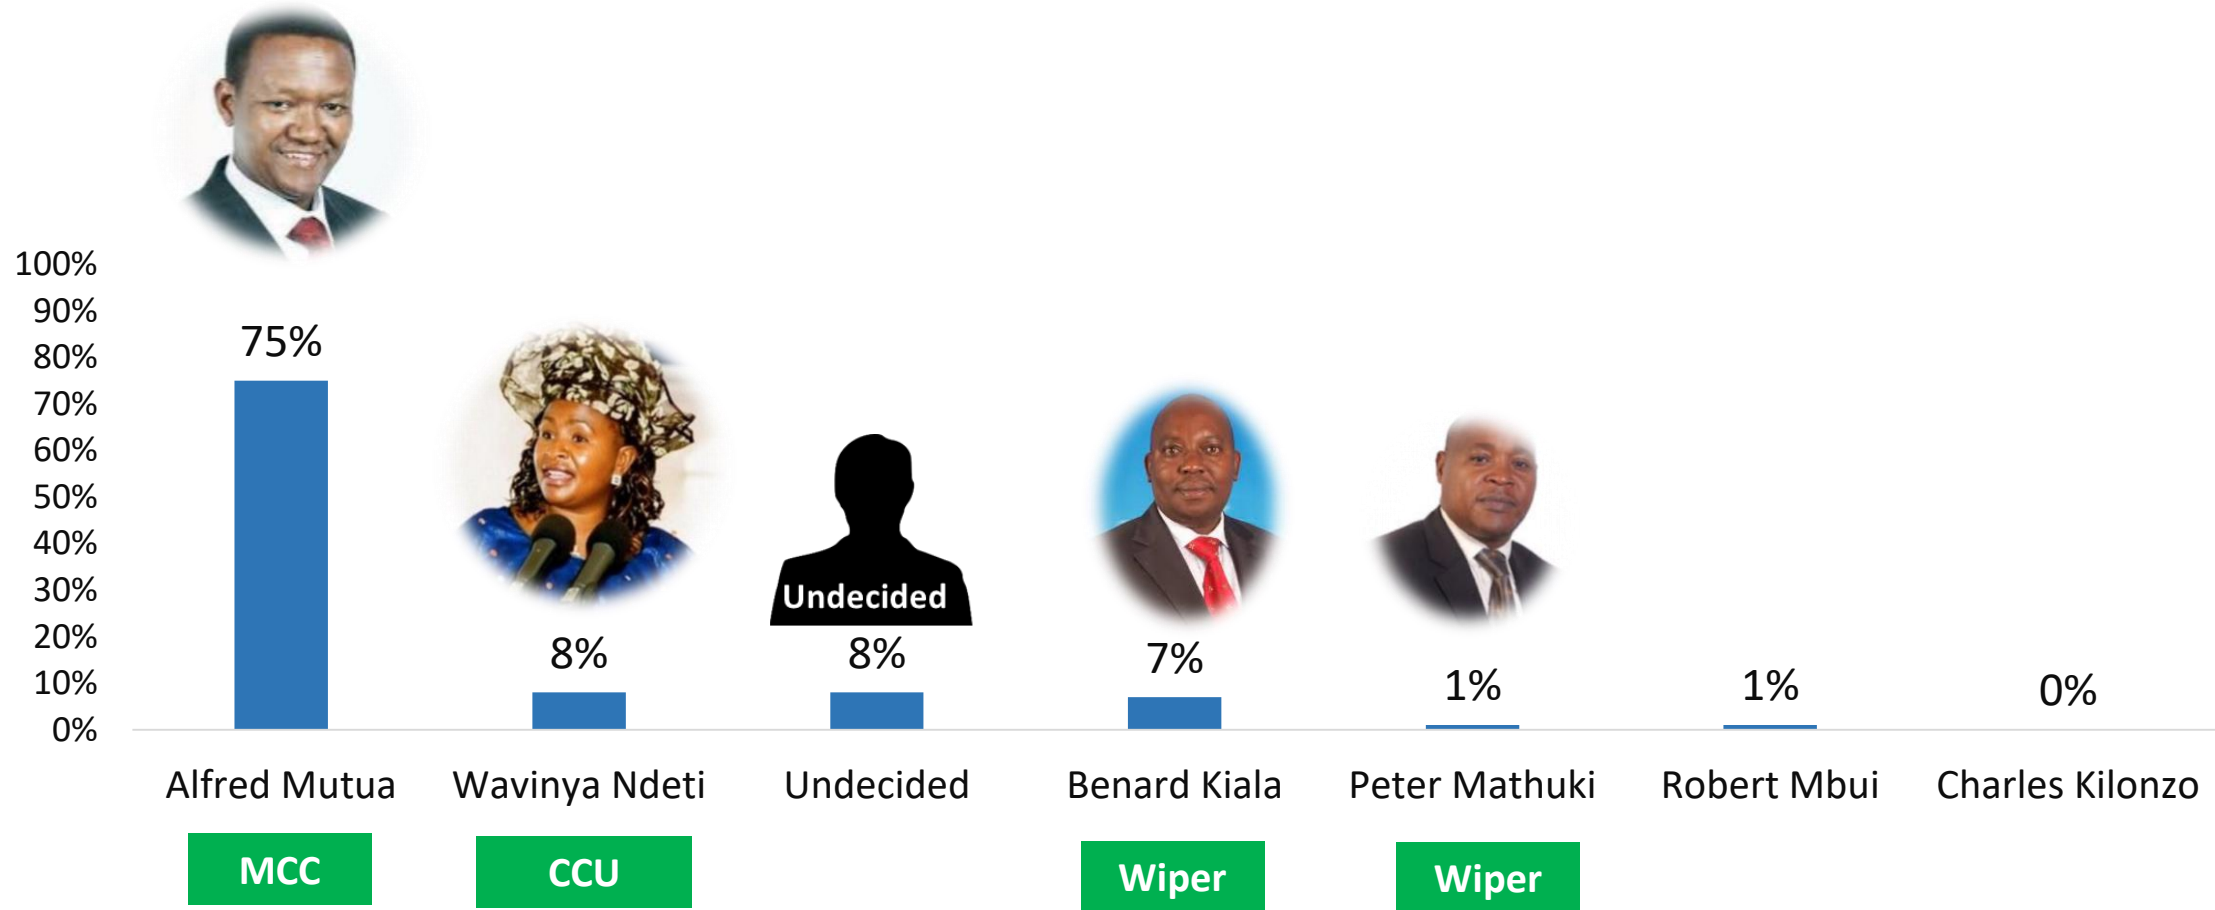 100%
90%
80%
70%
60%
50%
40%
30%
20%
10%
0%
75%
8%
Undecided
8%
7%
1%
1%
0%
Alfred Mutua
Wavinya Ndeti
Undecided
Benard Kiala
Peter Mathuki
Robert Mbui
Charles Kilonzo
MCC
CCU
Wiper
Wiper